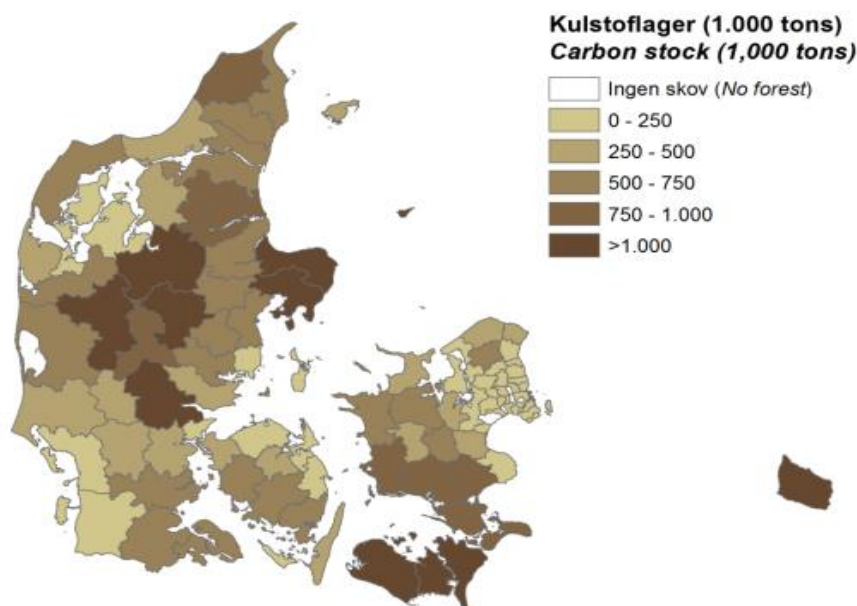 Kulstoflager (1.000 tons)
Carbon stock (1,000 tons)
Ingen skov (No forest)
0 - 250
250 - 500
500 - 750
750 - 1.000
>1.000